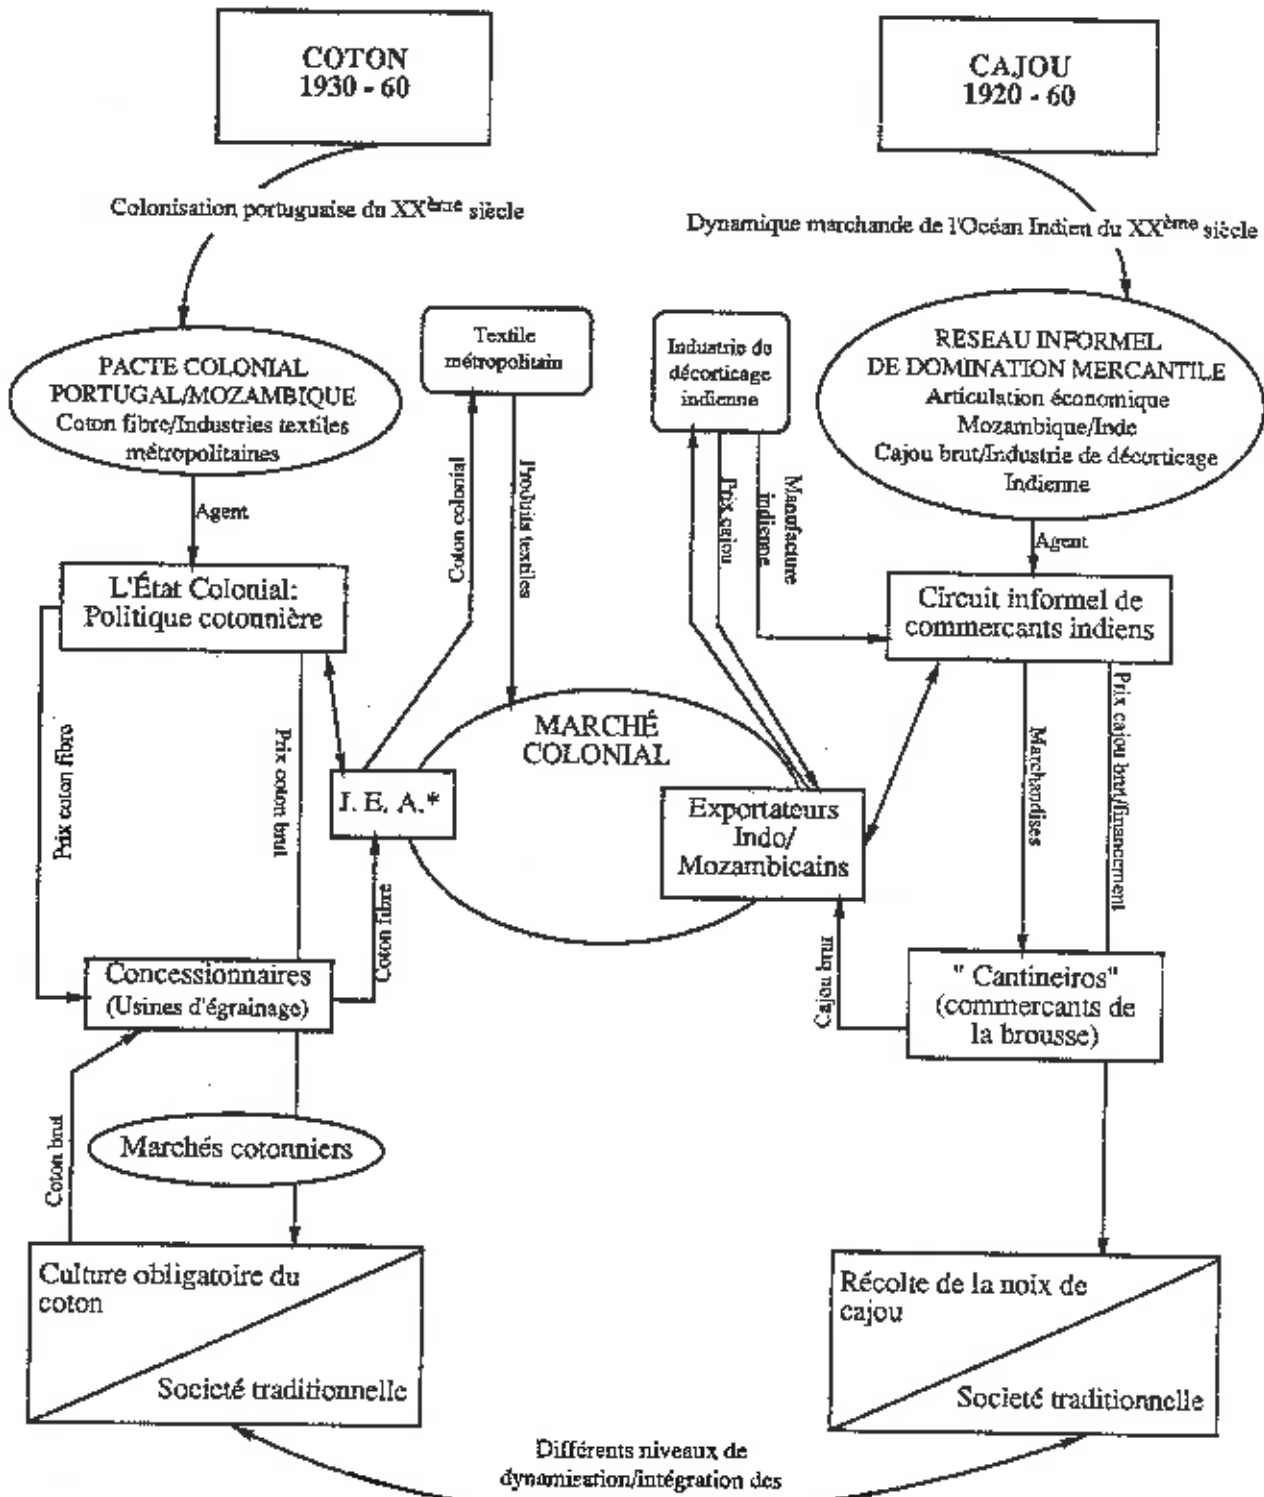 COTON
1930 - 60
CAJOU
1920 - 60
Colonisation portuguaise du XXème siècle
Dynamique marchande de l'Océan Indien du XXème siècle
PACTE COLONIAL
PORTUGAL/MOZAMBIQUE
Coton fibre/Industries textiles
métropolitaines
Textile
métropolitain
Industrie de
décorticage
indienne
RESEAU INFORMEL
DE DOMINATION MERCANTILE
Articulation économique
Mozambique/Inde
Cajou brut/Industrie de décorticage
Indienne
Agent
Coton colonial
Produits textiles
Prix cajou
Manufacture
indienne
Agent
L'État Colonial:
Politique cotonnière
Circuit informel de
commercants indiens
Prix coton fibre
Prix coton brut
J. E. A.*
MARCHÉ
COLONIAL
Exportateurs
Indo/
Mozambicains
Marchandises
Prix cajou brut/financement
Coton fibre
Cajou brut
Concessionnaires
(Usines d'égrainage)
" Cantineiros"
(commercants de
la brousse)
Coton brut
Marchés cotonniers
Culture obligatoire du
coton
Societé traditionnelle
Récolte de la noix de
cajou
Societé traditionnelle
Différents niveaux de
dynamisation/intégration des